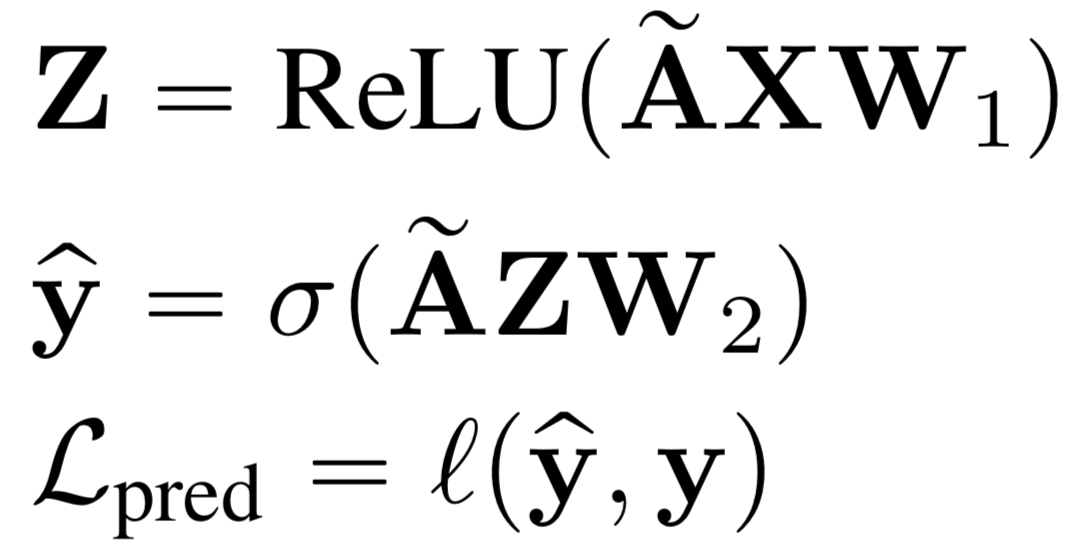 Z = ReLU(ÃXW₁)
ŷ = σ(ÃZW₂)
ℒ_pred = ℓ(ŷ, y)